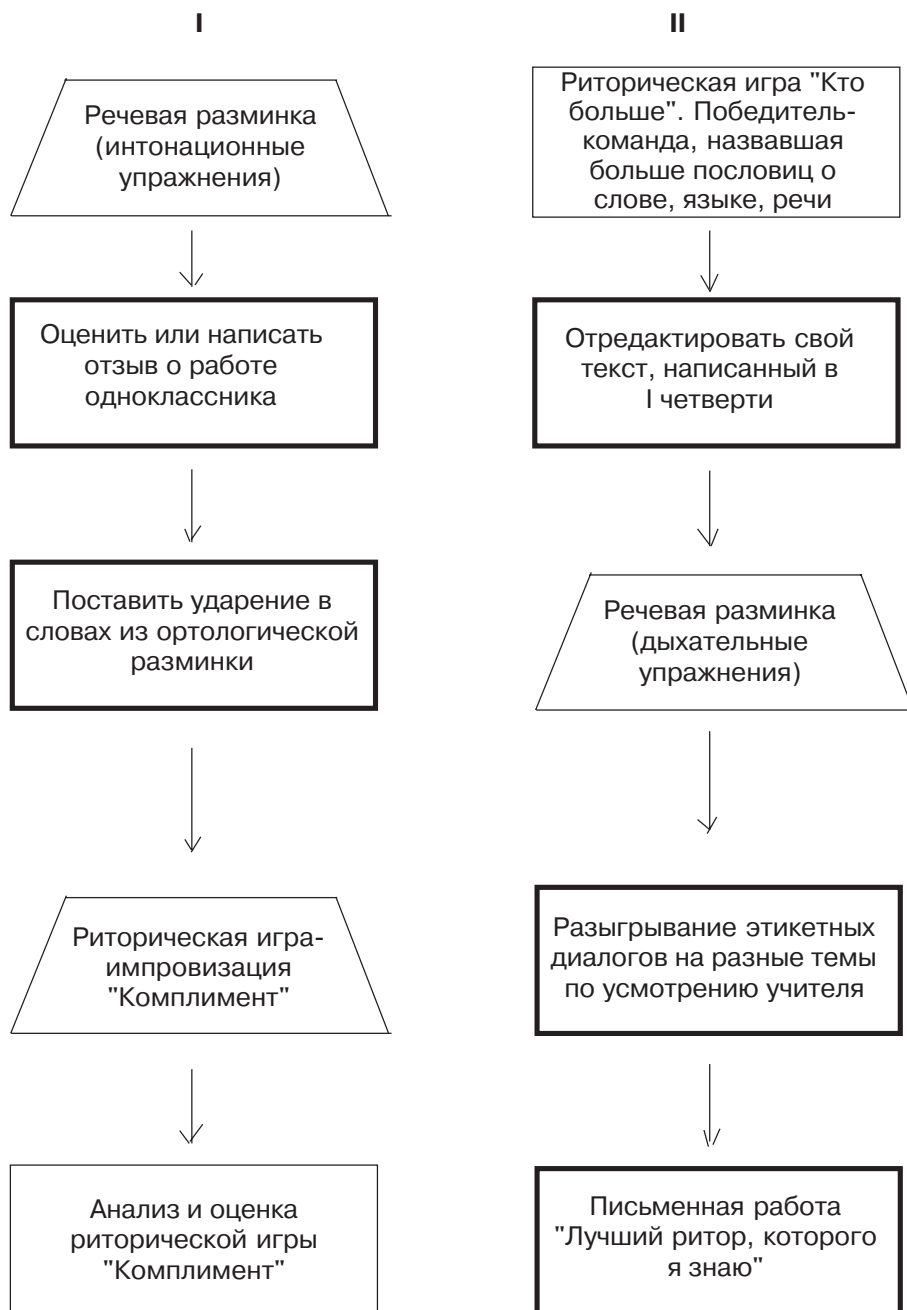 I
Речевая разминка
(интонационные
упражнения)
Оценить или написать
отзыв о работе
одноклассника
Поставить ударение в
словах из ортологической
разминки
Риторическая игра-
импровизация
"Комплимент"
Анализ и оценка
риторической игры
"Комплимент"
II
Риторическая игра "Кто
больше". Победитель-
команда, назвавшая
больше пословиц о
слове, языке, речи
Отредактировать свой
текст, написанный в
I четверти
Речевая разминка
(дыхательные
упражнения)
Разыгрывание этикетных
диалогов на разные темы
по усмотрению учителя
Письменная работа
"Лучший ритор, которого
я знаю"